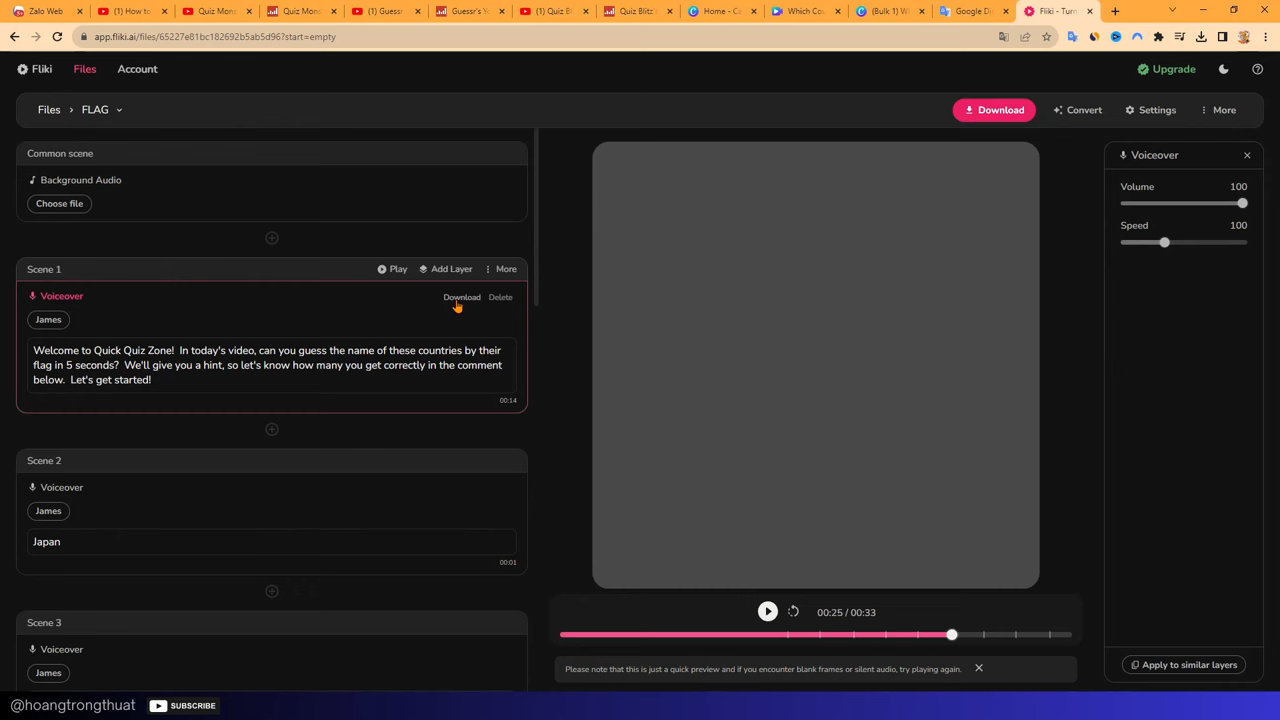 Zalo Web
(1) How to
Quiz Mono
Quiz Mons
(1) Guessr
Guessr's Yo
(1) Quiz Bl
Quiz Blitz's
Home - Ca
Which Cou
(Bulk 1) W
Google Di
Fliki - Turn
app.fliki.ai/files/65227e81bc182692b5ab5d96?start=empty
Fliki
Files
Account
Upgrade
Files > FLAG
Download
Convert
Settings
More
Common scene
Background Audio
Choose file
Scene 1
Play
Add Layer
More
Voiceover
Download
Delete
James
Welcome to Quick Quiz Zone! In today's video, can you guess the name of these countries by their
flag in 5 seconds? We'll give you a hint, so let's know how many you get correctly in the comment
below. Let's get started!
00:14
Scene 2
Voiceover
James
Japan
00:01
Scene 3
Voiceover
James
00:25 / 00:33
Please note that this is just a quick preview and if you encounter blank frames or silent audio, try playing again.
Voiceover
Volume 100
Speed 100
Apply to similar layers
@hoangtrongthuat
SUBSCRIBE